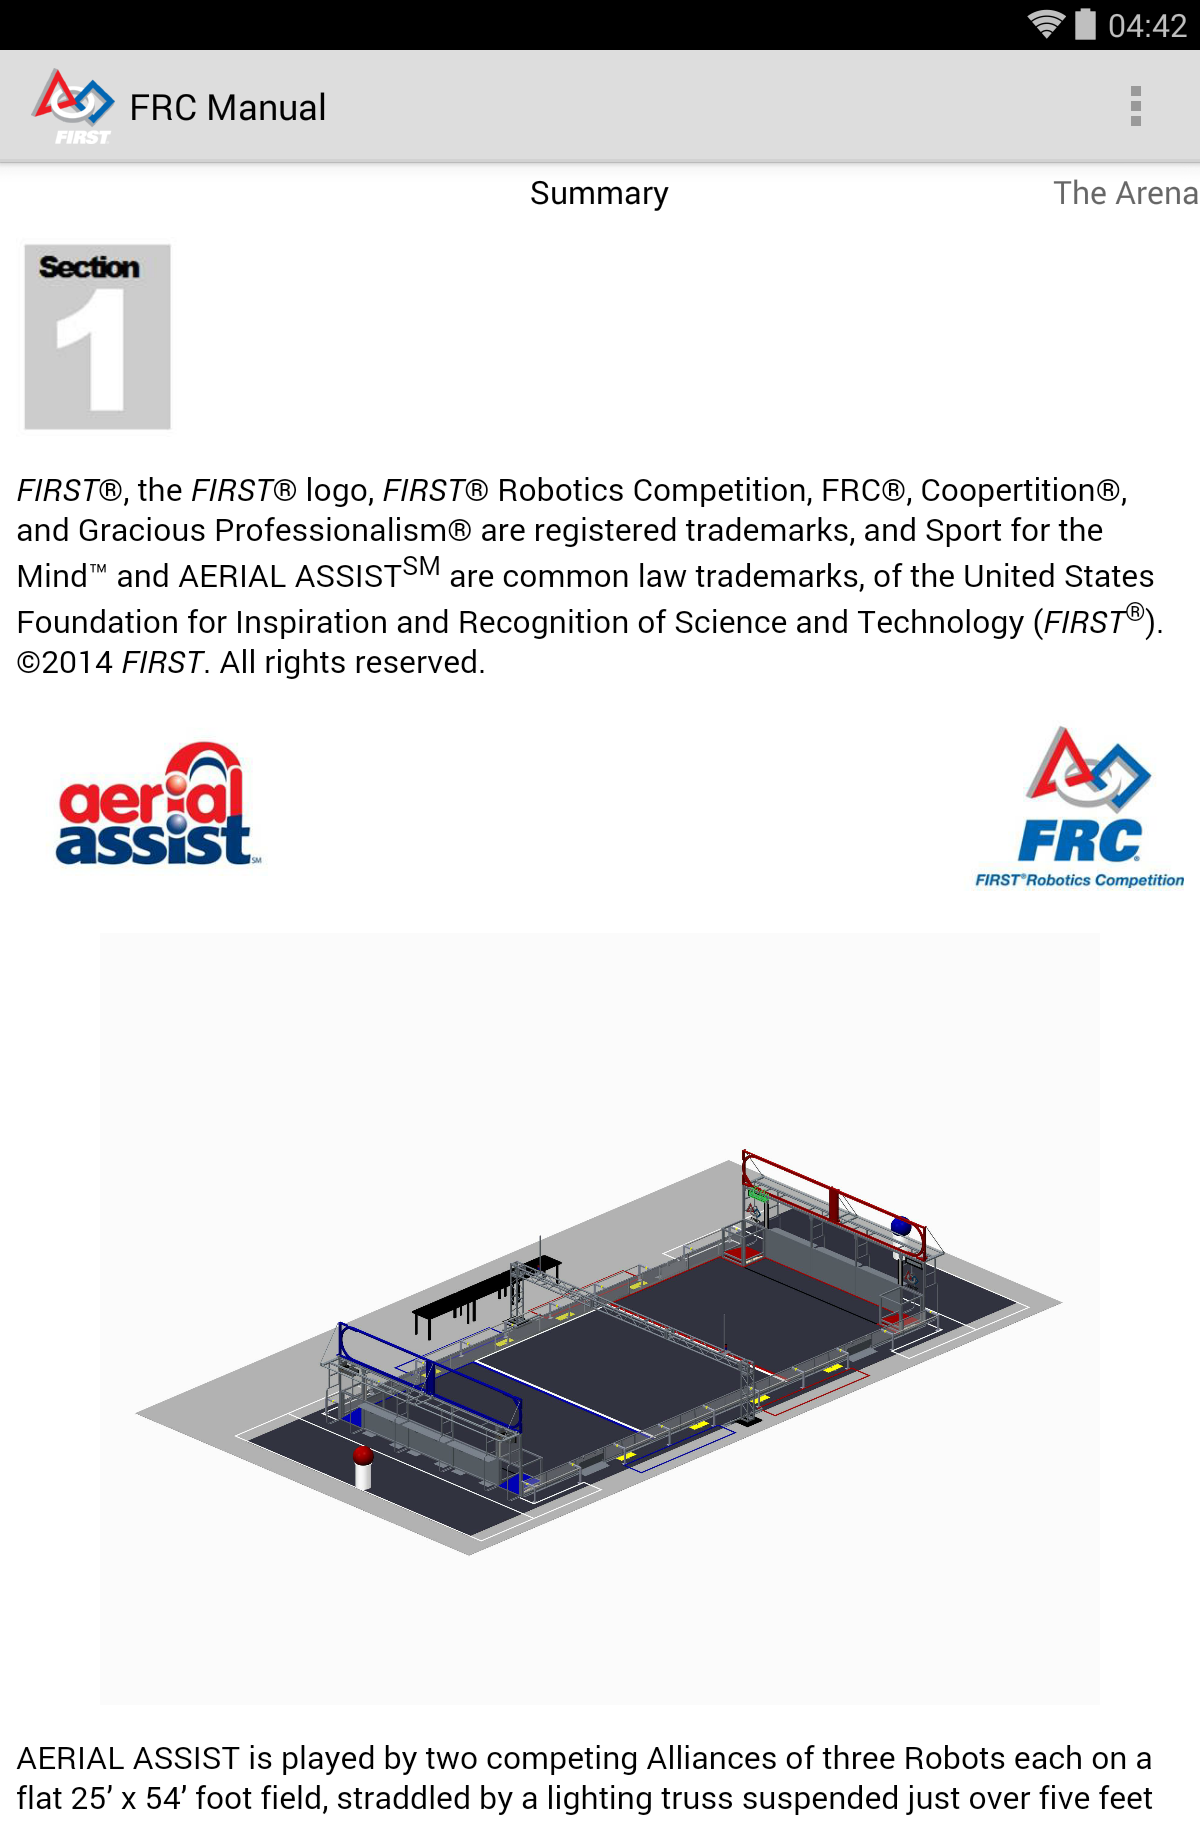 04:42
FIRST
FRC Manual
Summary
The Arena
Section
1
FIRST®, the FIRST® logo, FIRST® Robotics Competition, FRC®, Coopertition®,
and Gracious Professionalism® are registered trademarks, and Sport for the
Mind™ and AERIAL ASSISTSM are common law trademarks, of the United States
Foundation for Inspiration and Recognition of Science and Technology (FIRST®).
©2014 FIRST. All rights reserved.
aerial
assist SM
FRC®
FIRST®Robotics Competition
AERIAL ASSIST is played by two competing Alliances of three Robots each on a
flat 25’ x 54’ foot field, straddled by a lighting truss suspended just over five feet